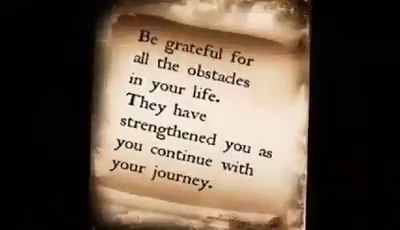 Be grateful for
all the obstacles
in your life.
They have
strengthened you as
you continue with
your journey.